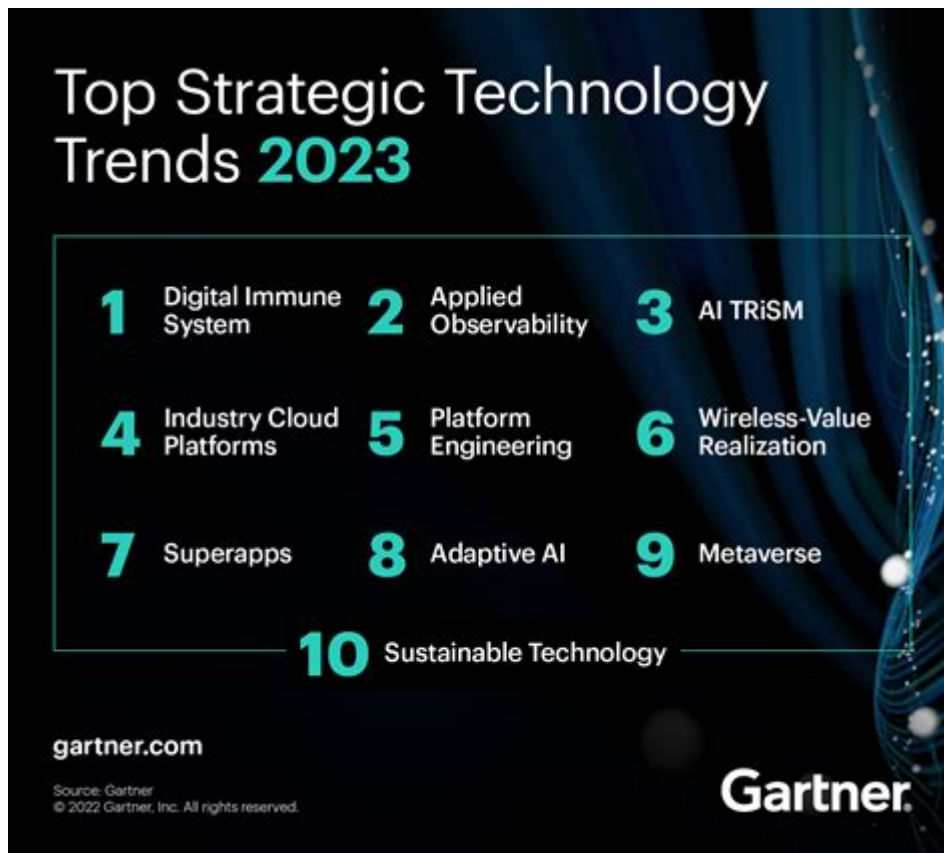 Top Strategic Technology
Trends 2023
1 Digital Immune
System
2 Applied
Observability
3 AI TRiSM
4 Industry Cloud
Platforms
5 Platform
Engineering
6 Wireless-Value
Realization
7 Superapps
8 Adaptive AI
9 Metaverse
10 Sustainable Technology
gartner.com
Source: Gartner
© 2022 Gartner, Inc. All rights reserved.
Gartner.